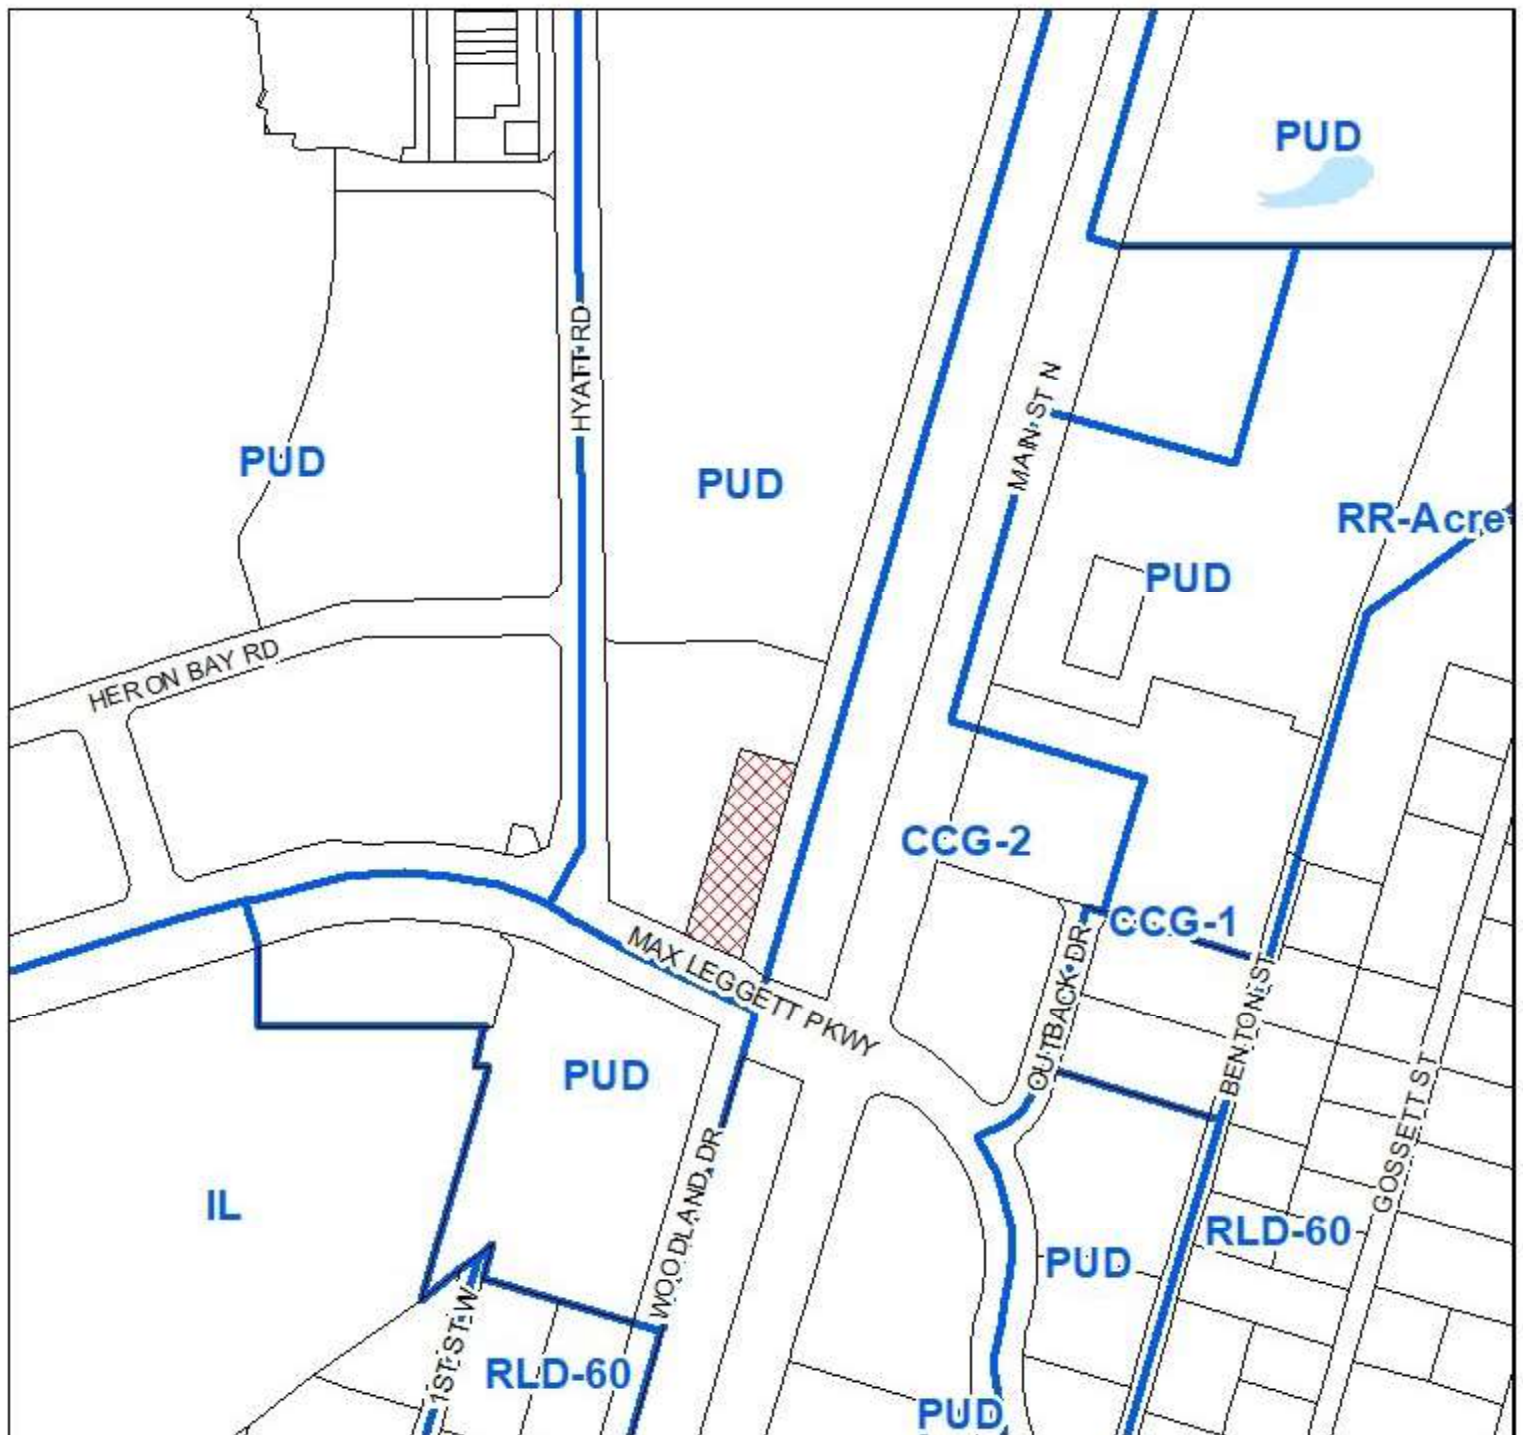 PUD
HYATT RD
MAIN ST N
PUD
PUD
RR-Acre
PUD
HERON BAY RD
CCG-2
CCG-1
MAX LEGGETT PKWY
OUTBACK DR
BENTON ST
PUD
GOSSETT ST
IL
WOODLAND DR
RLD-60
PUD
1ST ST W
RLD-60
PUD